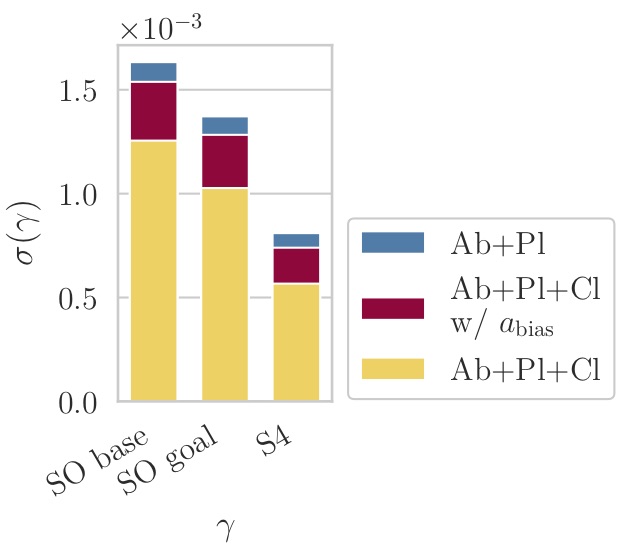 ×10⁻³
1.5
1.0
0.5
0.0
σ(γ)
SO base
SO goal
S4
γ
Ab+Pl
Ab+Pl+Cl
w/ a_bias
Ab+Pl+Cl